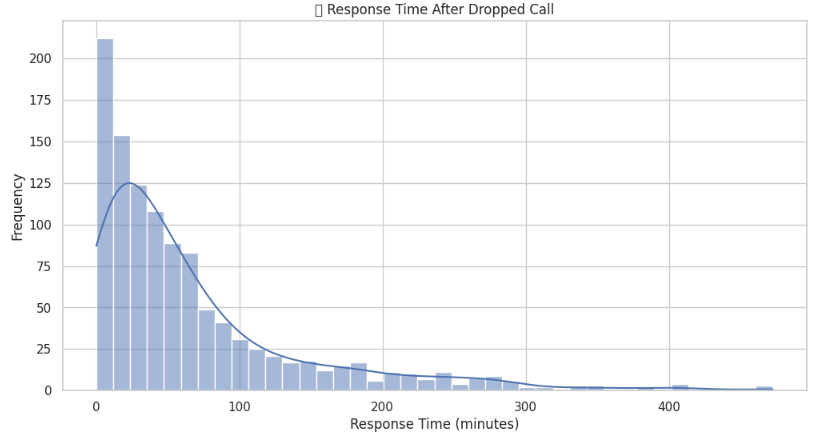 ▯ Response Time After Dropped Call
200
175
150
125
100
75
50
25
0
Frequency
0 100 200 300 400
Response Time (minutes)